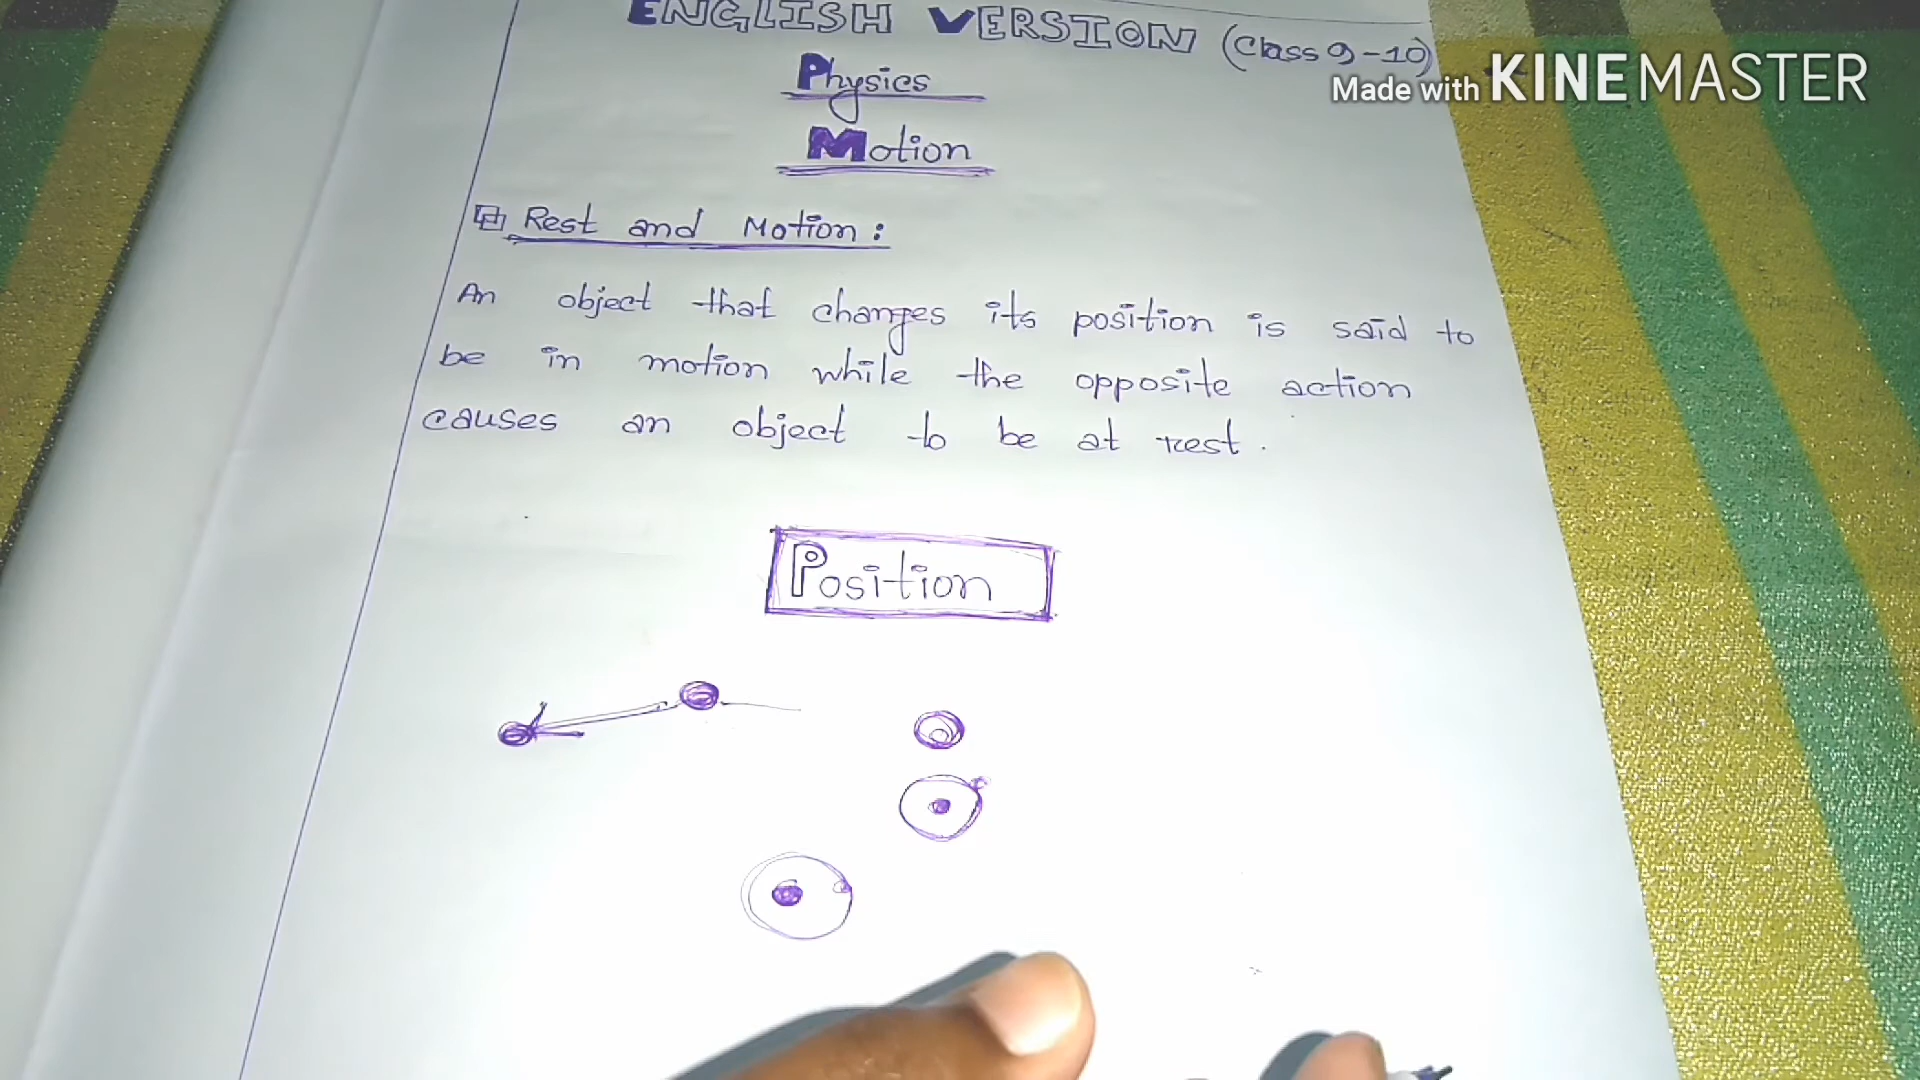 ENGLISH VERSION (Class 9-10)
Made with KINEMASTER
Physics
Motion
Rest and Motion:
An object that changes its position is said to
be in motion while the opposite action
causes an object to be at rest.
Position